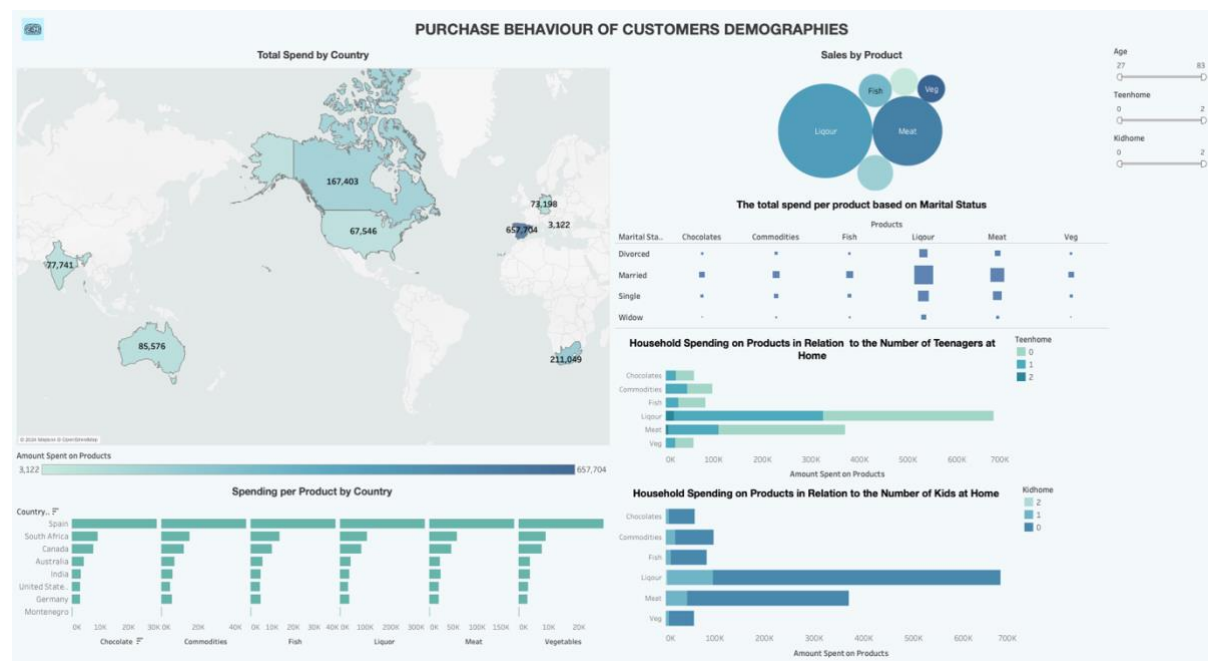 PURCHASE BEHAVIOUR OF CUSTOMERS DEMOGRAPHIES
Total Spend by Country
167,403
67,546
73,198
3,122
657,704
77,741
85,576
211,049
© 2024 Mapbox © OpenStreetMap
Amount Spent on Products
3,122 657,704
Spending per Product by Country
Country..
Spain
South Africa
Canada
Australia
India
United State..
Germany
Montenegro
0K 10K 20K 30K 0K 20K 40K 0K 10K 20K 30K 40K 0K 100K 200K 300K 0K 50K 100K 150K 0K 10K 20K
Chocolate Commodities Fish Liquor Meat Vegetables
Sales by Product
Fish
Veg
Liqour
Meat
The total spend per product based on Marital Status
Products
Marital Sta.. Chocolates Commodities Fish Liqour Meat Veg
Divorced
Married
Single
Widow
Household Spending on Products in Relation to the Number of Teenagers at
Home
Chocolates
Commodities
Fish
Liqour
Meat
Veg
0K 100K 200K 300K 400K 500K 600K 700K
Amount Spent on Products
Teenhome
0
1
2
Household Spending on Products in Relation to the Number of Kids at Home
Chocolates
Commodities
Fish
Liqour
Meat
Veg
0K 100K 200K 300K 400K 500K 600K 700K
Amount Spent on Products
Kidhome
2
1
0
Age
27 83
Teenhome
0 2
Kidhome
0 2